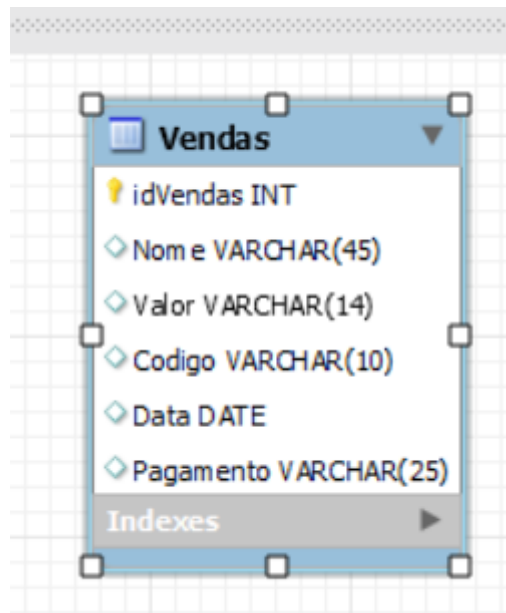 Vendas
idVendas INT
Nome VARCHAR(45)
Valor VARCHAR(14)
Codigo VARCHAR(10)
Data DATE
Pagamento VARCHAR(25)
Indexes